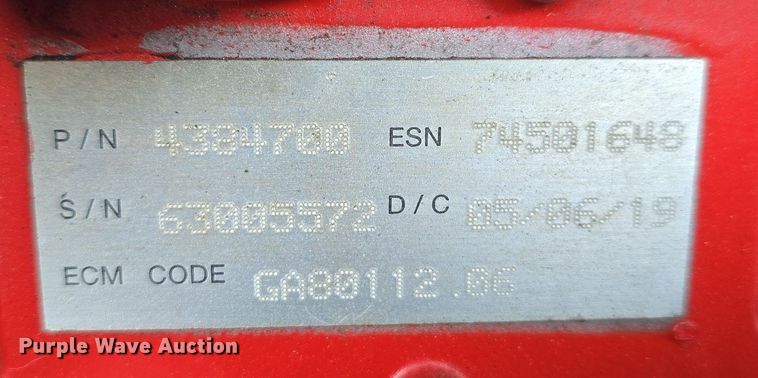 P/N 4384700 ESN 74501648
S/N 63005572 D/C 05/06/19
ECM CODE GA80112.06
Purple Wave Auction